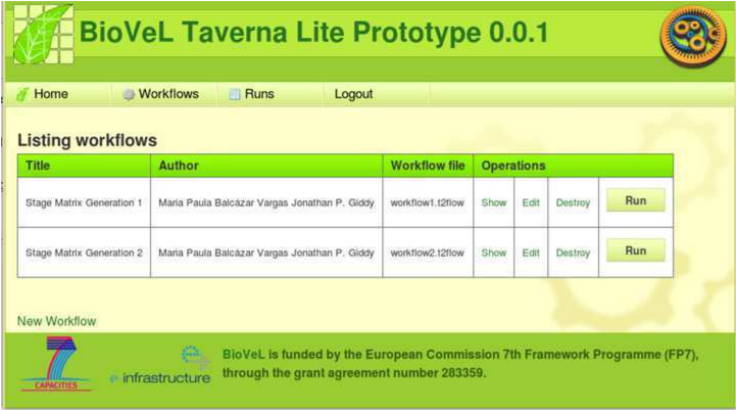 BioVeL Taverna Lite Prototype 0.0.1
Home Workflows Runs Logout
Listing workflows
Title Author Workflow file Operations
Stage Matrix Generation 1 Maria Paula Balcázar Vargas Jonathan P. Giddy workflow1.t2flow Show Edit Destroy Run
Stage Matrix Generation 2 Maria Paula Balcázar Vargas Jonathan P. Giddy workflow2.t2flow Show Edit Destroy Run
New Workflow
BioVeL is funded by the European Commission 7th Framework Programme (FP7),
through the grant agreement number 283359.
7
CAPACITIES
e-infrastructure